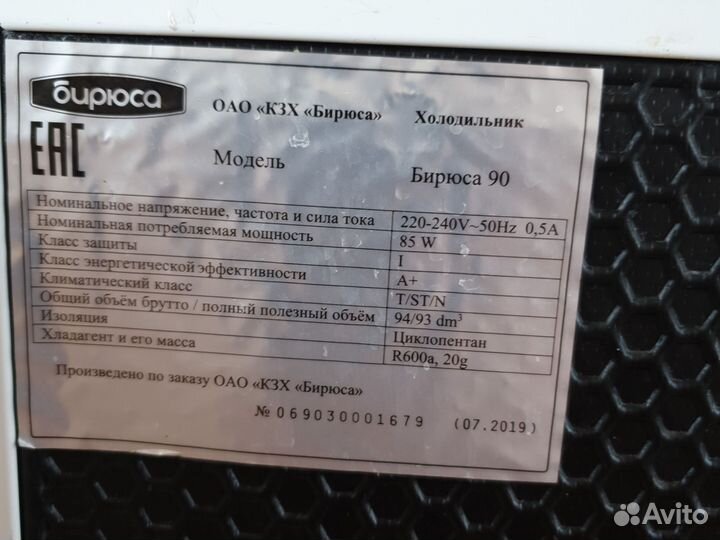 бирюса
ОАО «КЗХ «Бирюса» Холодильник
ЕАС
Модель Бирюса 90
Номинальное напряжение, частота и сила тока 220-240V~50Hz 0,5A
Номинальная потребляемая мощность 85 W
Класс защиты I
Класс энергетической эффективности A+
Климатический класс T/ST/N
Общий объём брутто / полный полезный объём 94/93 dm³
Изоляция Циклопентан
Хладагент и его масса R600a, 20g
Произведено по заказу ОАО «КЗХ «Бирюса»
№ 069030001679 (07.2019)
Avito